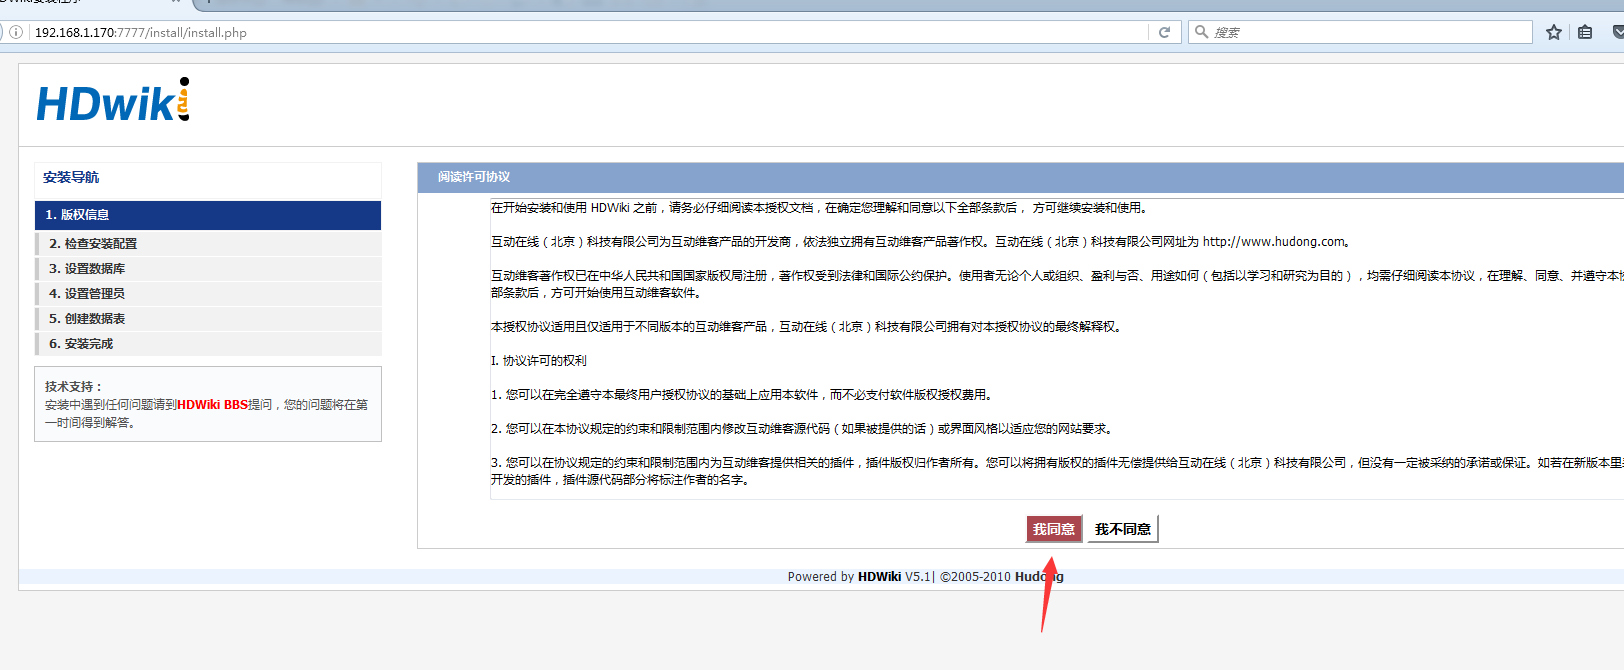 192.168.1.170:7777/install/install.php
搜索
HDwiki
安装导航
1. 版权信息
2. 检查安装配置
3. 设置数据库
4. 设置管理员
5. 创建数据表
6. 安装完成
技术支持：
安装中遇到任何问题请到HDWiki BBS提问，您的问题将在第
一时间得到解答。
阅读许可协议
在开始安装和使用 HDWiki 之前，请务必仔细阅读本授权文档，在确定您理解和同意以下全部条款后， 方可继续安装和使用。
互动在线（北京）科技有限公司为互动维客产品的开发商，依法独立拥有互动维客产品著作权。互动在线（北京）科技有限公司网址为 http://www.hudong.com。
互动维客著作权已在中华人民共和国国家版权局注册，著作权受到法律和国际公约保护。使用者无论个人或组织、盈利与否、用途如何（包括以学习和研究为目的），均需仔细阅读本协议，在理解、同意、并遵守本
部条款后，方可开始使用互动维客软件。
本授权协议适用且仅适用于不同版本的互动维客产品，互动在线（北京）科技有限公司拥有对本授权协议的最终解释权。
I. 协议许可的权利
1. 您可以在完全遵守本最终用户授权协议的基础上应用本软件，而不必支付软件版权授权费用。
2. 您可以在本协议规定的约束和限制范围内修改互动维客源代码（如果被提供的话）或界面风格以适应您的网站要求。
3. 您可以在协议规定的约束和限制范围内为互动维客提供相关的插件，插件版权归作者所有。您可以将拥有版权的插件无偿提供给互动在线（北京）科技有限公司，但没有一定被采纳的承诺或保证。如若在新版本里
开发的插件，插件源代码部分将标注作者的名字。
我同意 我不同意
Powered by HDWiki V5.1| ©2005-2010 Hudong